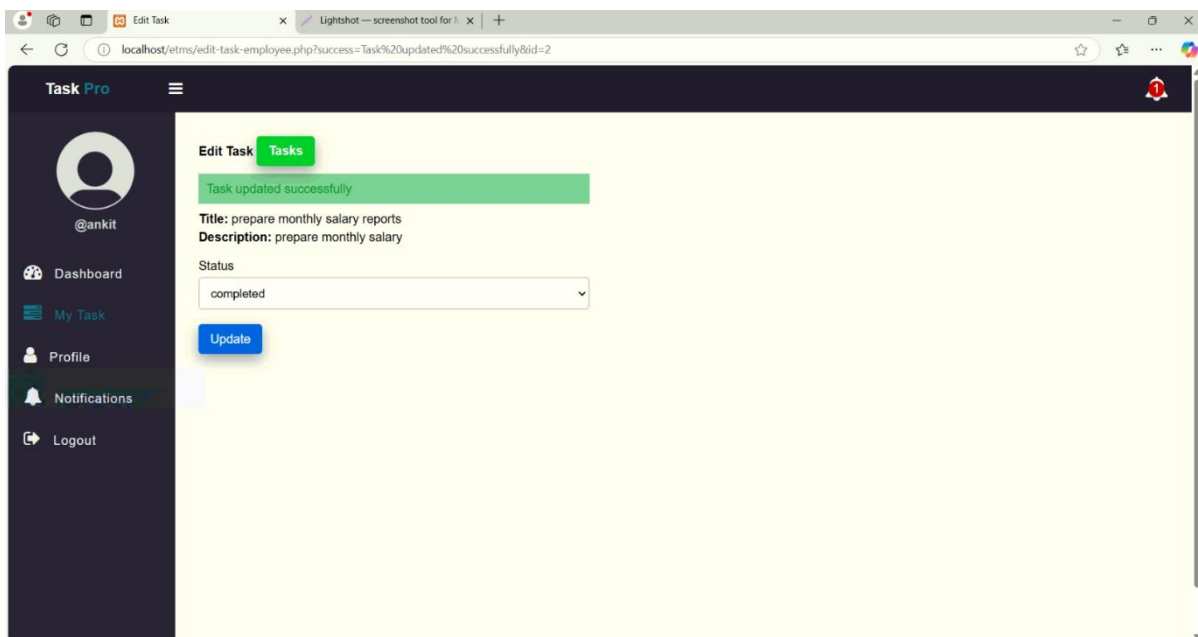 Edit Task
Lightshot — screenshot tool for
localhost/etms/edit-task-employee.php?success=Task%20updated%20successfully&id=2
Task Pro
1
@ankit
Dashboard
My Task
Profile
Notifications
Logout
Edit Task Tasks
Task updated successfully
Title: prepare monthly salary reports
Description: prepare monthly salary
Status
completed
Update